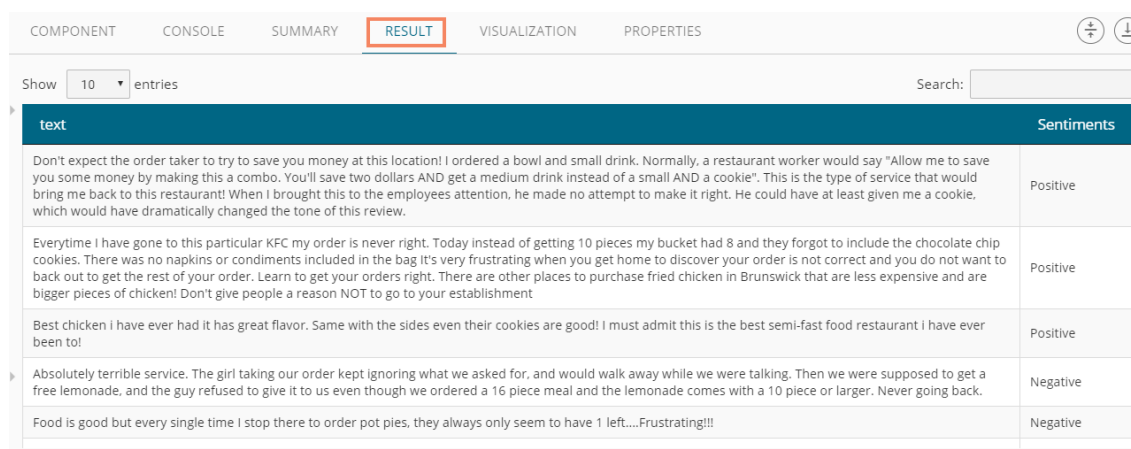 COMPONENT CONSOLE SUMMARY RESULT VISUALIZATION PROPERTIES
Show 10 entries Search:
text Sentiments
Don't expect the order taker to try to save you money at this location! I ordered a bowl and small drink. Normally, a restaurant worker would say "Allow me to save
you some money by making this a combo. You'll save two dollars AND get a medium drink instead of a small AND a cookie". This is the type of service that would
bring me back to this restaurant! When I brought this to the employees attention, he made no attempt to make it right. He could have at least given me a cookie,
which would have dramatically changed the tone of this review.
Positive
Everytime I have gone to this particular KFC my order is never right. Today instead of getting 10 pieces my bucket had 8 and they forgot to include the chocolate chip
cookies. There was no napkins or condiments included in the bag It's very frustrating when you get home to discover your order is not correct and you do not want to
back out to get the rest of your order. Learn to get your orders right. There are other places to purchase fried chicken in Brunswick that are less expensive and are
bigger pieces of chicken! Don't give people a reason NOT to go to your establishment
Positive
Best chicken i have ever had it has great flavor. Same with the sides even their cookies are good! I must admit this is the best semi-fast food restaurant i have ever
been to!
Positive
Absolutely terrible service. The girl taking our order kept ignoring what we asked for, and would walk away while we were talking. Then we were supposed to get a
free lemonade, and the guy refused to give it to us even though we ordered a 16 piece meal and the lemonade comes with a 10 piece or larger. Never going back.
Negative
Food is good but every single time I stop there to order pot pies, they always only seem to have 1 left....Frustrating!!!
Negative